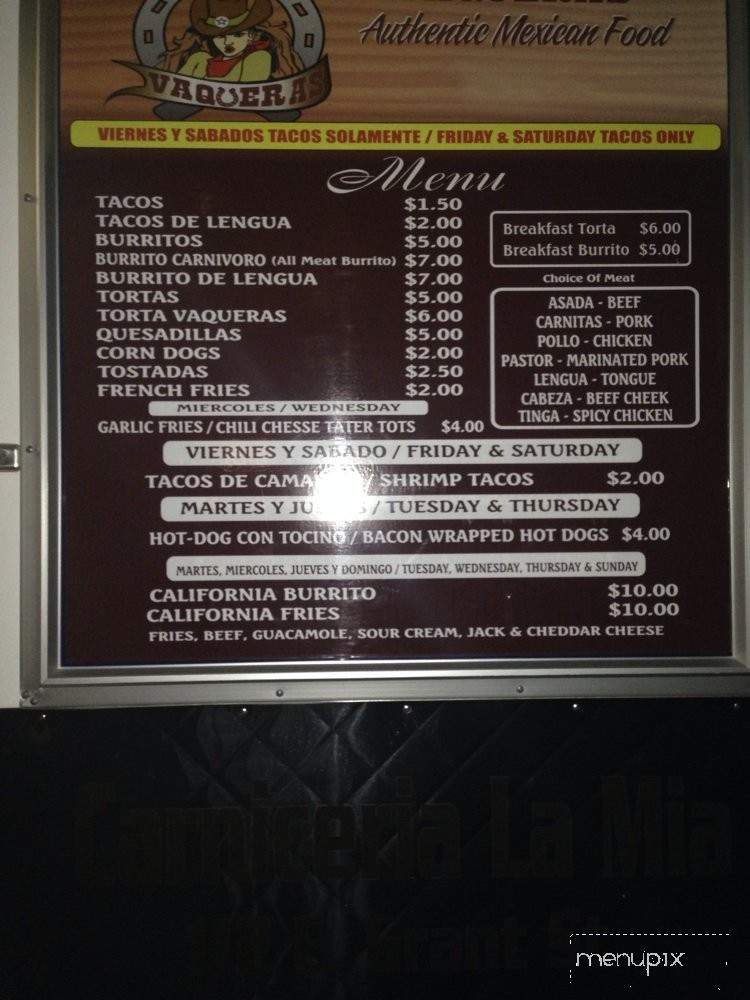 VAQUERAS
Authentic Mexican Food
VIERNES Y SABADOS TACOS SOLAMENTE / FRIDAY & SATURDAY TACOS ONLY
Menu
TACOS $1.50
TACOS DE LENGUA $2.00
BURRITOS $5.00
BURRITO CARNIVORO (All Meat Burrito) $7.00
BURRITO DE LENGUA $7.00
TORTAS $5.00
TORTA VAQUERAS $6.00
QUESADILLAS $5.00
CORN DOGS $2.00
TOSTADAS $2.50
FRENCH FRIES $2.00
Breakfast Torta $6.00
Breakfast Burrito $5.00
Choice Of Meat
ASADA - BEEF
CARNITAS - PORK
POLLO - CHICKEN
PASTOR - MARINATED PORK
LENGUA - TONGUE
CABEZA - BEEF CHEEK
TINGA - SPICY CHICKEN
MIERCOLES / WEDNESDAY
GARLIC FRIES / CHILI CHESSE TATER TOTS $4.00
VIERNES Y SABADO / FRIDAY & SATURDAY
TACOS DE SHRIMP TACOS $2.00
MARTES Y / TUESDAY & THURSDAY
HOT-DOG CON TOCINO / BACON WRAPPED HOT DOGS $4.00
MARTES, MIERCOLES, JUEVES Y DOMINGO / TUESDAY, WEDNESDAY, THURSDAY & SUNDAY
CALIFORNIA BURRITO $10.00
CALIFORNIA FRIES $10.00
FRIES, BEEF, GUACAMOLE, SOUR CREAM, JACK & CHEDDAR CHEESE
Carniceria La Mia
menupix